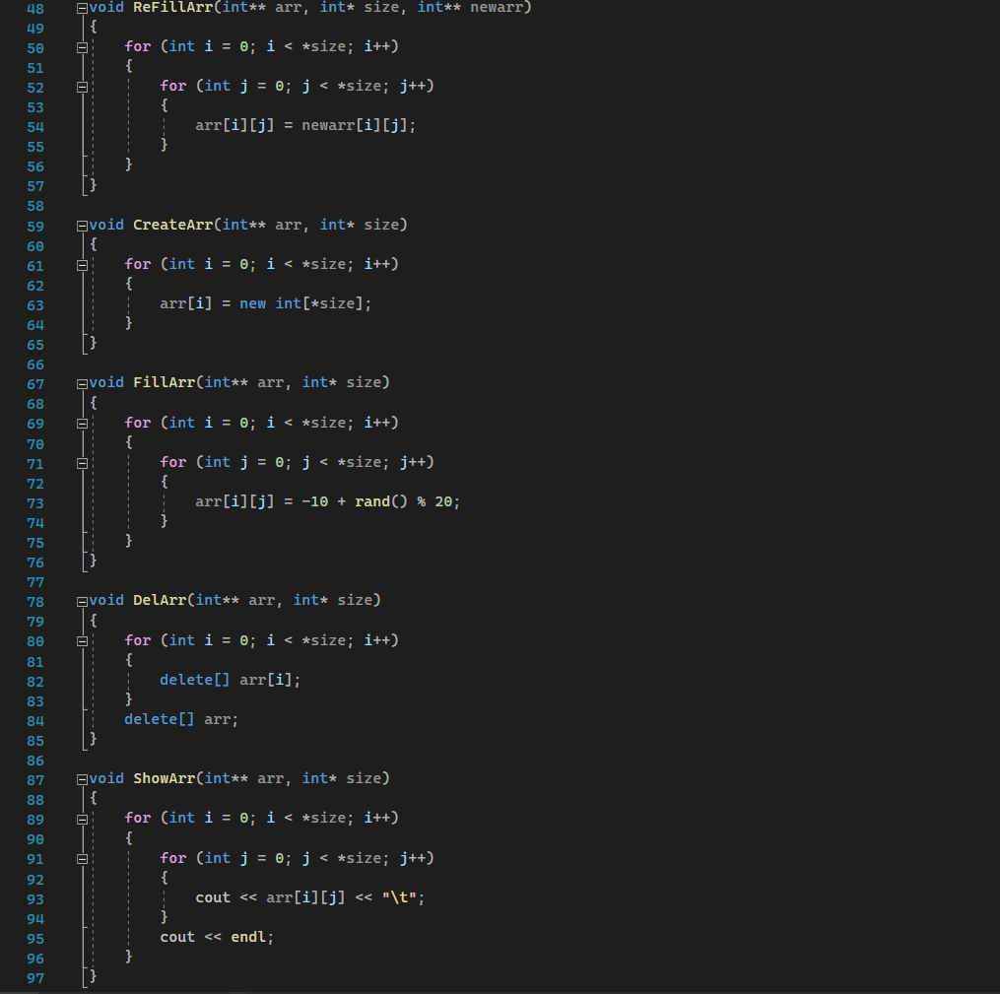 48 void ReFillArr(int** arr, int* size, int** newarr)
49 {
50     for (int i = 0; i < *size; i++)
51     {
52         for (int j = 0; j < *size; j++)
53         {
54             arr[i][j] = newarr[i][j];
55         }
56     }
57 }
58
59 void CreateArr(int** arr, int* size)
60 {
61     for (int i = 0; i < *size; i++)
62     {
63         arr[i] = new int[*size];
64     }
65 }
66
67 void FillArr(int** arr, int* size)
68 {
69     for (int i = 0; i < *size; i++)
70     {
71         for (int j = 0; j < *size; j++)
72         {
73             arr[i][j] = -10 + rand() % 20;
74         }
75     }
76 }
77
78 void DelArr(int** arr, int* size)
79 {
80     for (int i = 0; i < *size; i++)
81     {
82         delete[] arr[i];
83     }
84     delete[] arr;
85 }
86
87 void ShowArr(int** arr, int* size)
88 {
89     for (int i = 0; i < *size; i++)
90     {
91         for (int j = 0; j < *size; j++)
92         {
93             cout << arr[i][j] << "\t";
94         }
95         cout << endl;
96     }
97 }